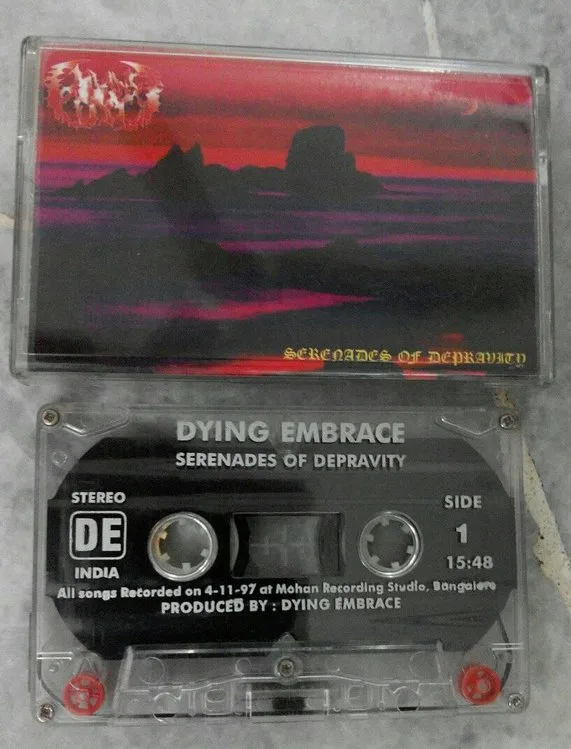 SERENADES OF DEPRAVITY
DYING EMBRACE
SERENADES OF DEPRAVITY
STEREO
DE
INDIA
SIDE
1
15:48
All songs Recorded on 4-11-97 at Mohan Recording Studio, Bangalore
PRODUCED BY : DYING EMBRACE